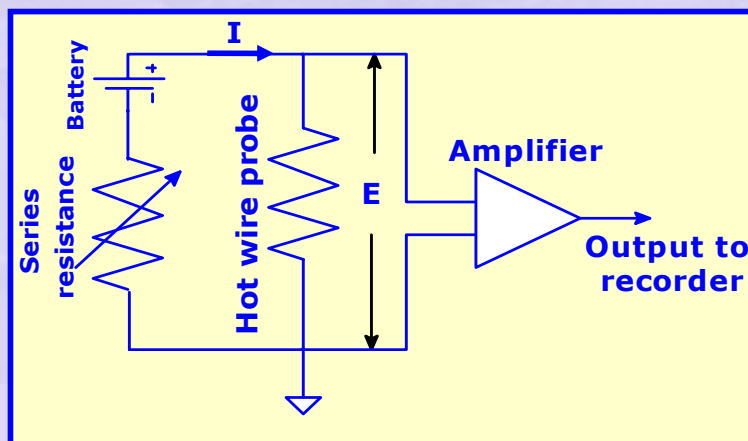 I
+
−
Battery
Series
resistance
Hot wire probe
E
Amplifier
Output to
recorder